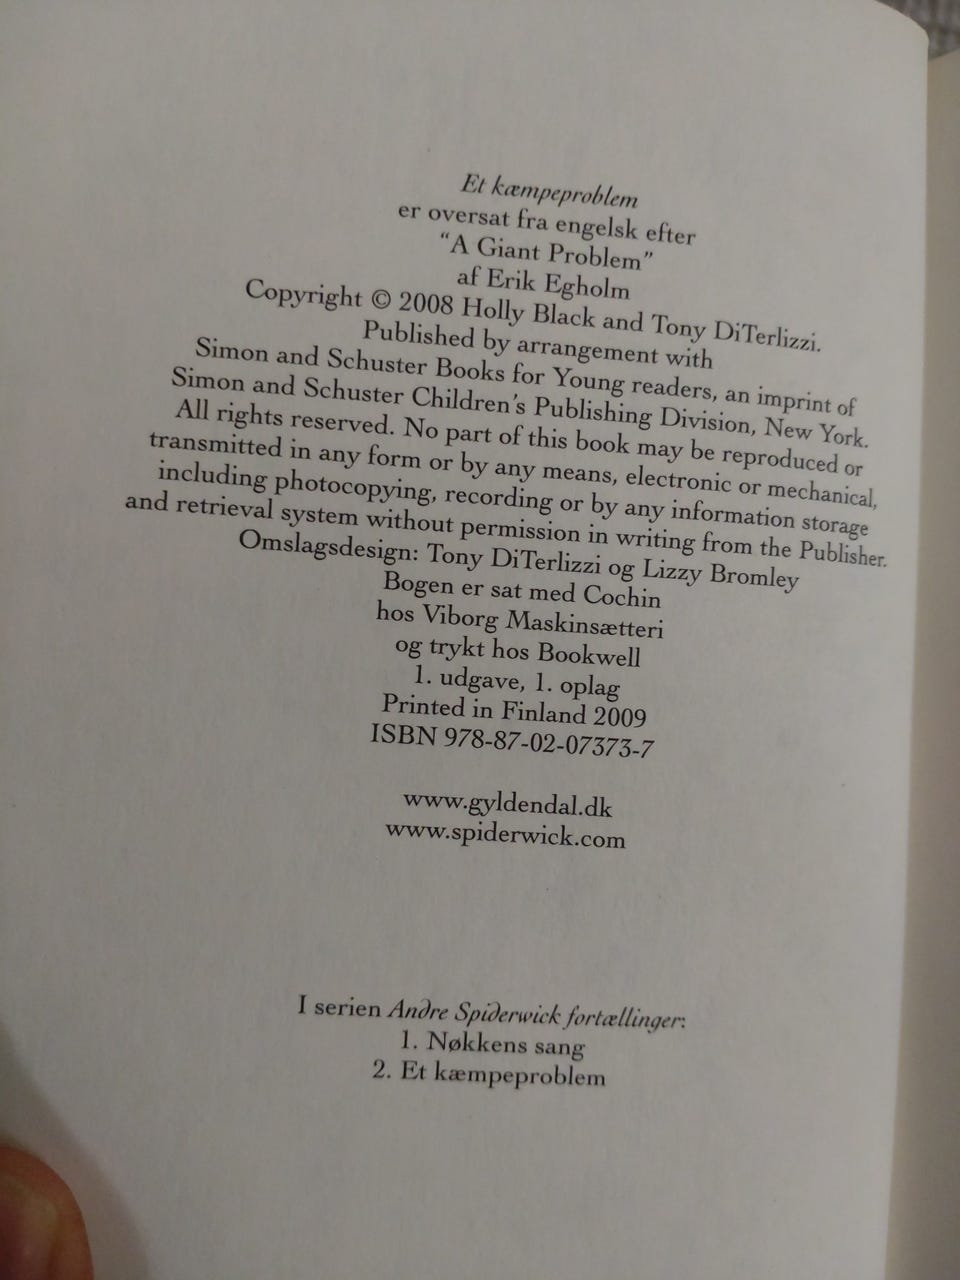 Et kæmpeproblem
er oversat fra engelsk efter
“A Giant Problem”
af Erik Egholm
Copyright © 2008 Holly Black and Tony DiTerlizzi.
Published by arrangement with
Simon and Schuster Books for Young readers, an imprint of
Simon and Schuster Children’s Publishing Division, New York.
All rights reserved. No part of this book may be reproduced or
transmitted in any form or by any means, electronic or mechanical,
including photocopying, recording or by any information storage
and retrieval system without permission in writing from the Publisher.
Omslagsdesign: Tony DiTerlizzi og Lizzy Bromley
Bogen er sat med Cochin
hos Viborg Maskinsætteri
og trykt hos Bookwell
1. udgave, 1. oplag
Printed in Finland 2009
ISBN 978-87-02-07373-7
www.gyldendal.dk
www.spiderwick.com
I serien Andre Spiderwick fortællinger:
1. Nøkkens sang
2. Et kæmpeproblem